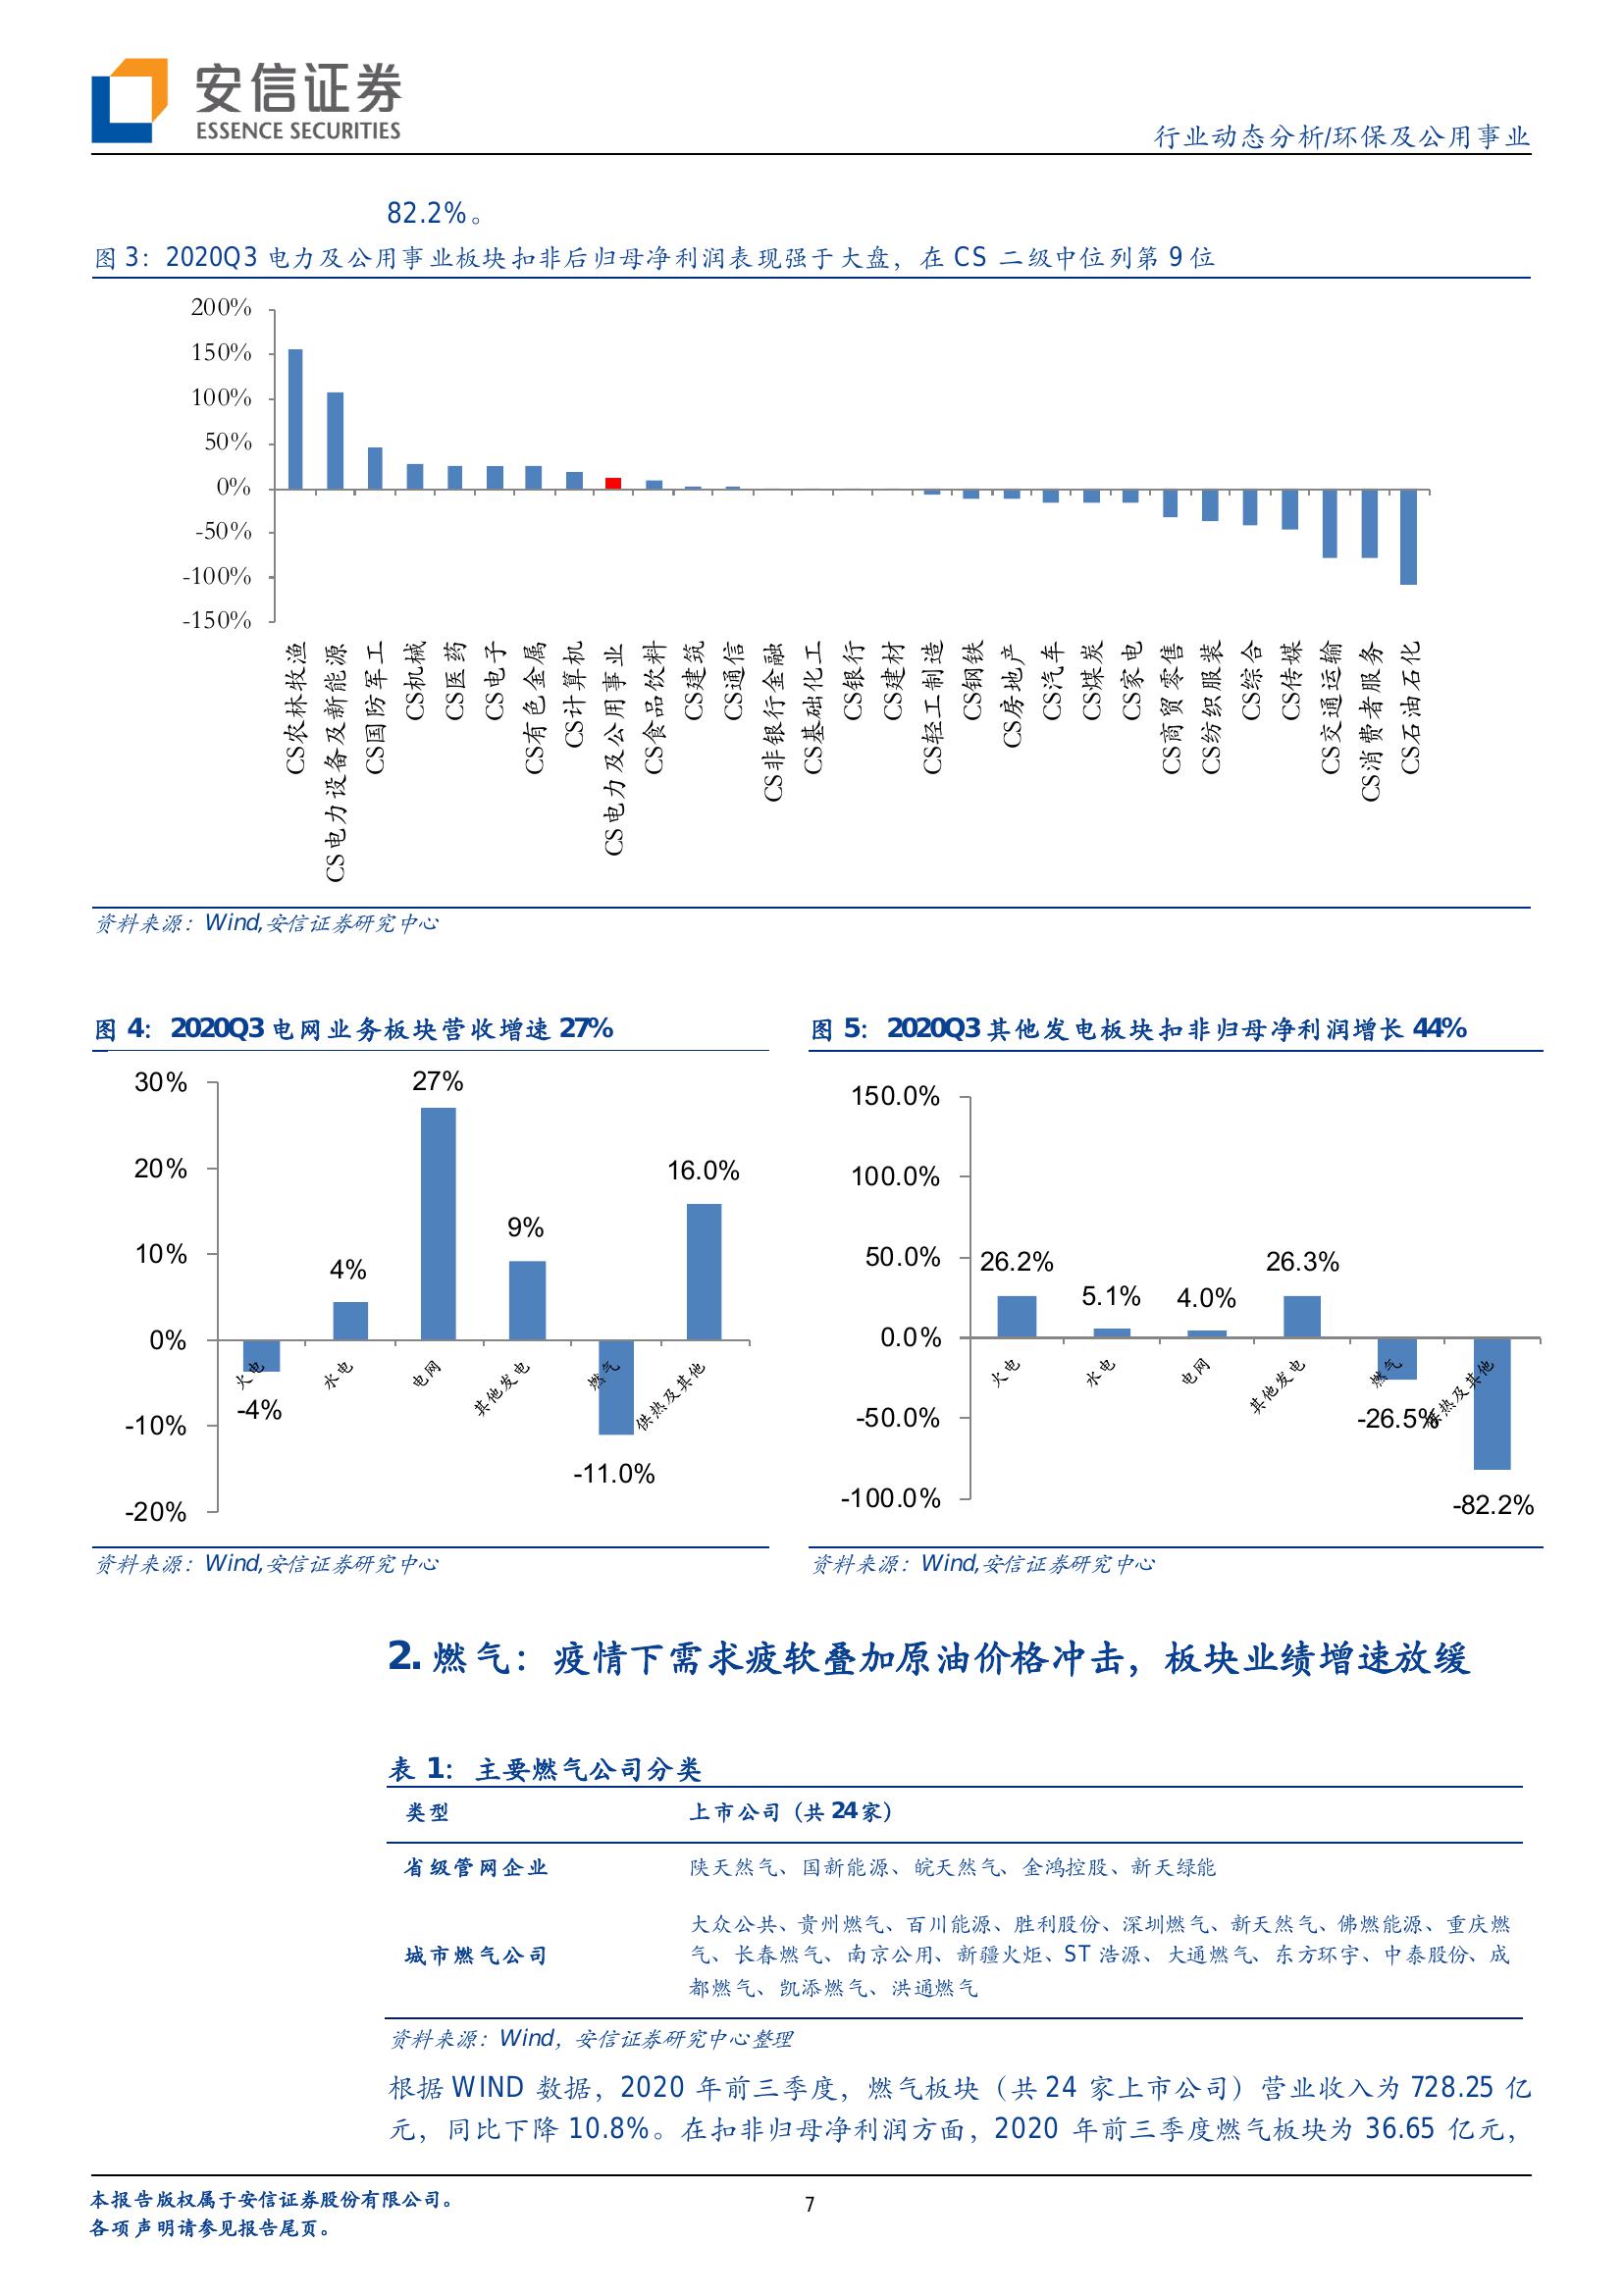 安信证券
ESSENCE SECURITIES
行业动态分析/环保及公用事业
82.2%。
图 3：2020Q3 电力及公用事业板块扣非后归母净利润表现强于大盘，在 CS 二级中位列第 9 位
200%
150%
100%
50%
0%
-50%
-100%
-150%
CS农林牧渔
CS电力设备及新能源
CS国防军工
CS机械
CS医药
CS电子
CS有色金属
CS计算机
CS电力及公用事业
CS食品饮料
CS建筑
CS通信
CS非银行金融
CS基础化工
CS银行
CS建材
CS轻工制造
CS钢铁
CS房地产
CS汽车
CS煤炭
CS家电
CS商贸零售
CS纺织服装
CS综合
CS传媒
CS交通运输
CS消费者服务
CS石油石化
资料来源：Wind,安信证券研究中心
图 4：2020Q3 电网业务板块营收增速 27%
30%
20%
10%
0%
-10%
-20%
-4%
4%
27%
9%
-11.0%
16.0%
火电
水电
电网
其他发电
燃气
供热及其他
资料来源：Wind,安信证券研究中心
图 5：2020Q3 其他发电板块扣非归母净利润增长 44%
150.0%
100.0%
50.0%
0.0%
-50.0%
-100.0%
26.2%
5.1%
4.0%
26.3%
-26.5%
-82.2%
火电
水电
电网
其他发电
燃气
供热及其他
资料来源：Wind,安信证券研究中心
2. 燃气：疫情下需求疲软叠加原油价格冲击，板块业绩增速放缓
表 1：主要燃气公司分类
类型 上市公司（共 24 家）
省级管网企业 陕天然气、国新能源、皖天然气、金鸿控股、新天绿能
城市燃气公司
大众公共、贵州燃气、百川能源、胜利股份、深圳燃气、新天然气、佛燃能源、重庆燃
气、长春燃气、南京公用、新疆火炬、ST 浩源、大通燃气、东方环宇、中泰股份、成
都燃气、凯添燃气、洪通燃气
资料来源：Wind，安信证券研究中心整理
根据 WIND 数据，2020 年前三季度，燃气板块（共 24 家上市公司）营业收入为 728.25 亿
元，同比下降 10.8%。在扣非归母净利润方面，2020 年前三季度燃气板块为 36.65 亿元，
本报告版权属于安信证券股份有限公司。
各项声明请参见报告尾页。
7